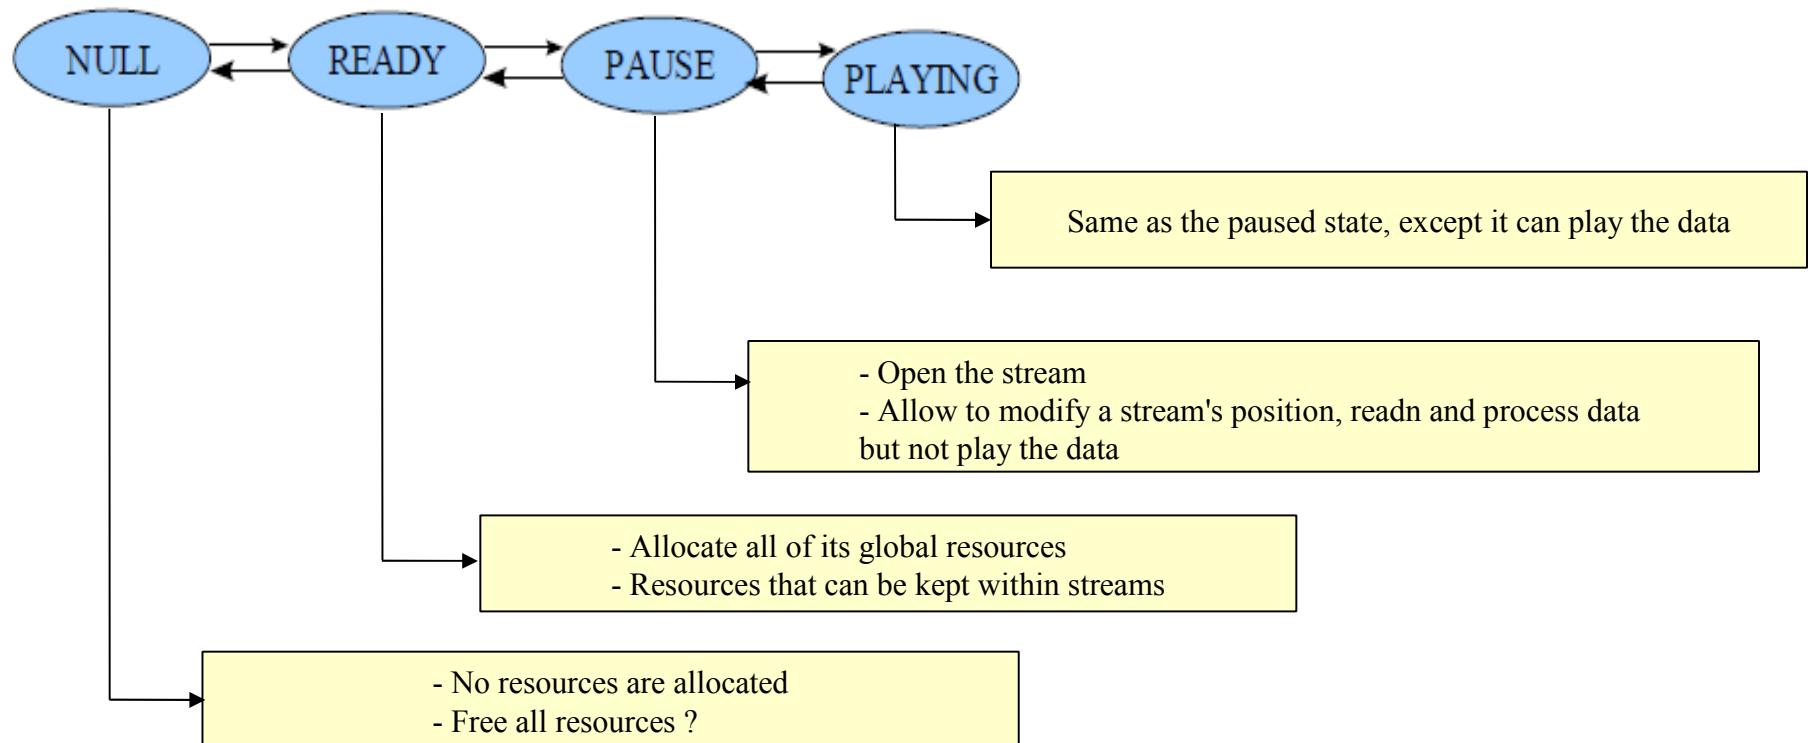 NULL
READY
PAUSE
PLAYING
Same as the paused state, except it can play the data
- Open the stream
- Allow to modify a stream's position, readn and process data
but not play the data
- Allocate all of its global resources
- Resources that can be kept within streams
- No resources are allocated
- Free all resources ?